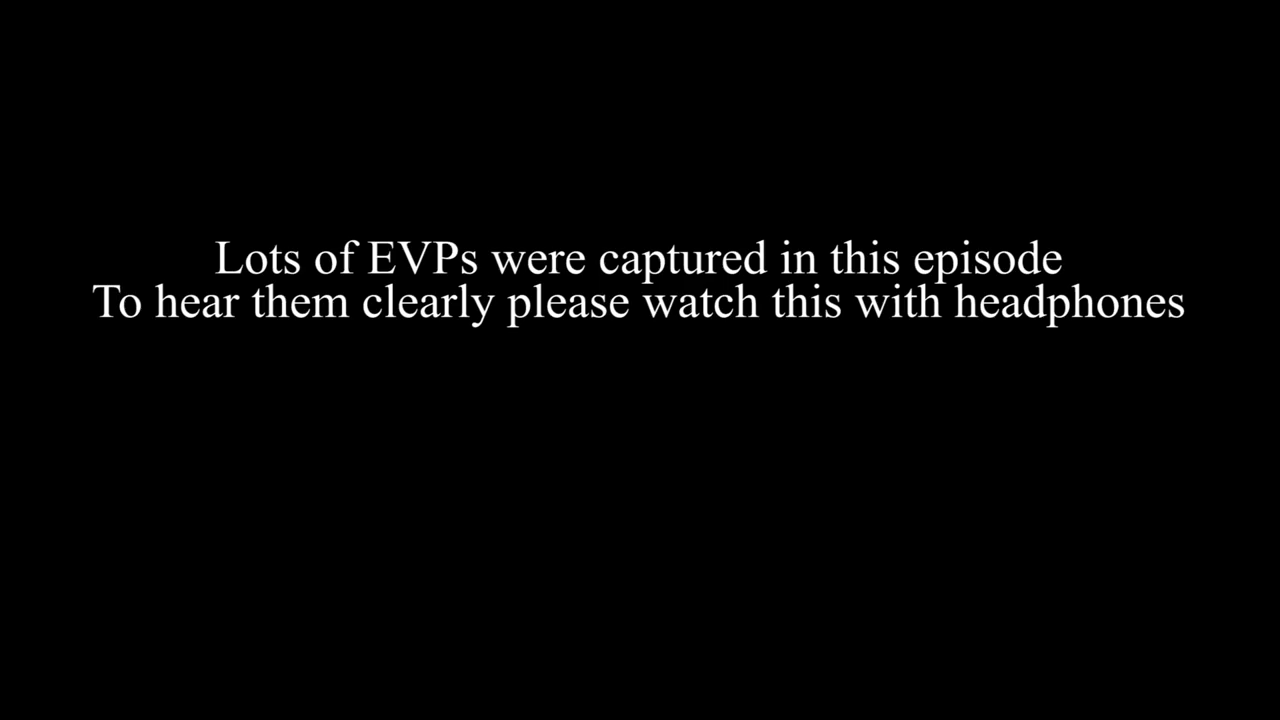 Lots of EVPs were captured in this episode
To hear them clearly please watch this with headphones